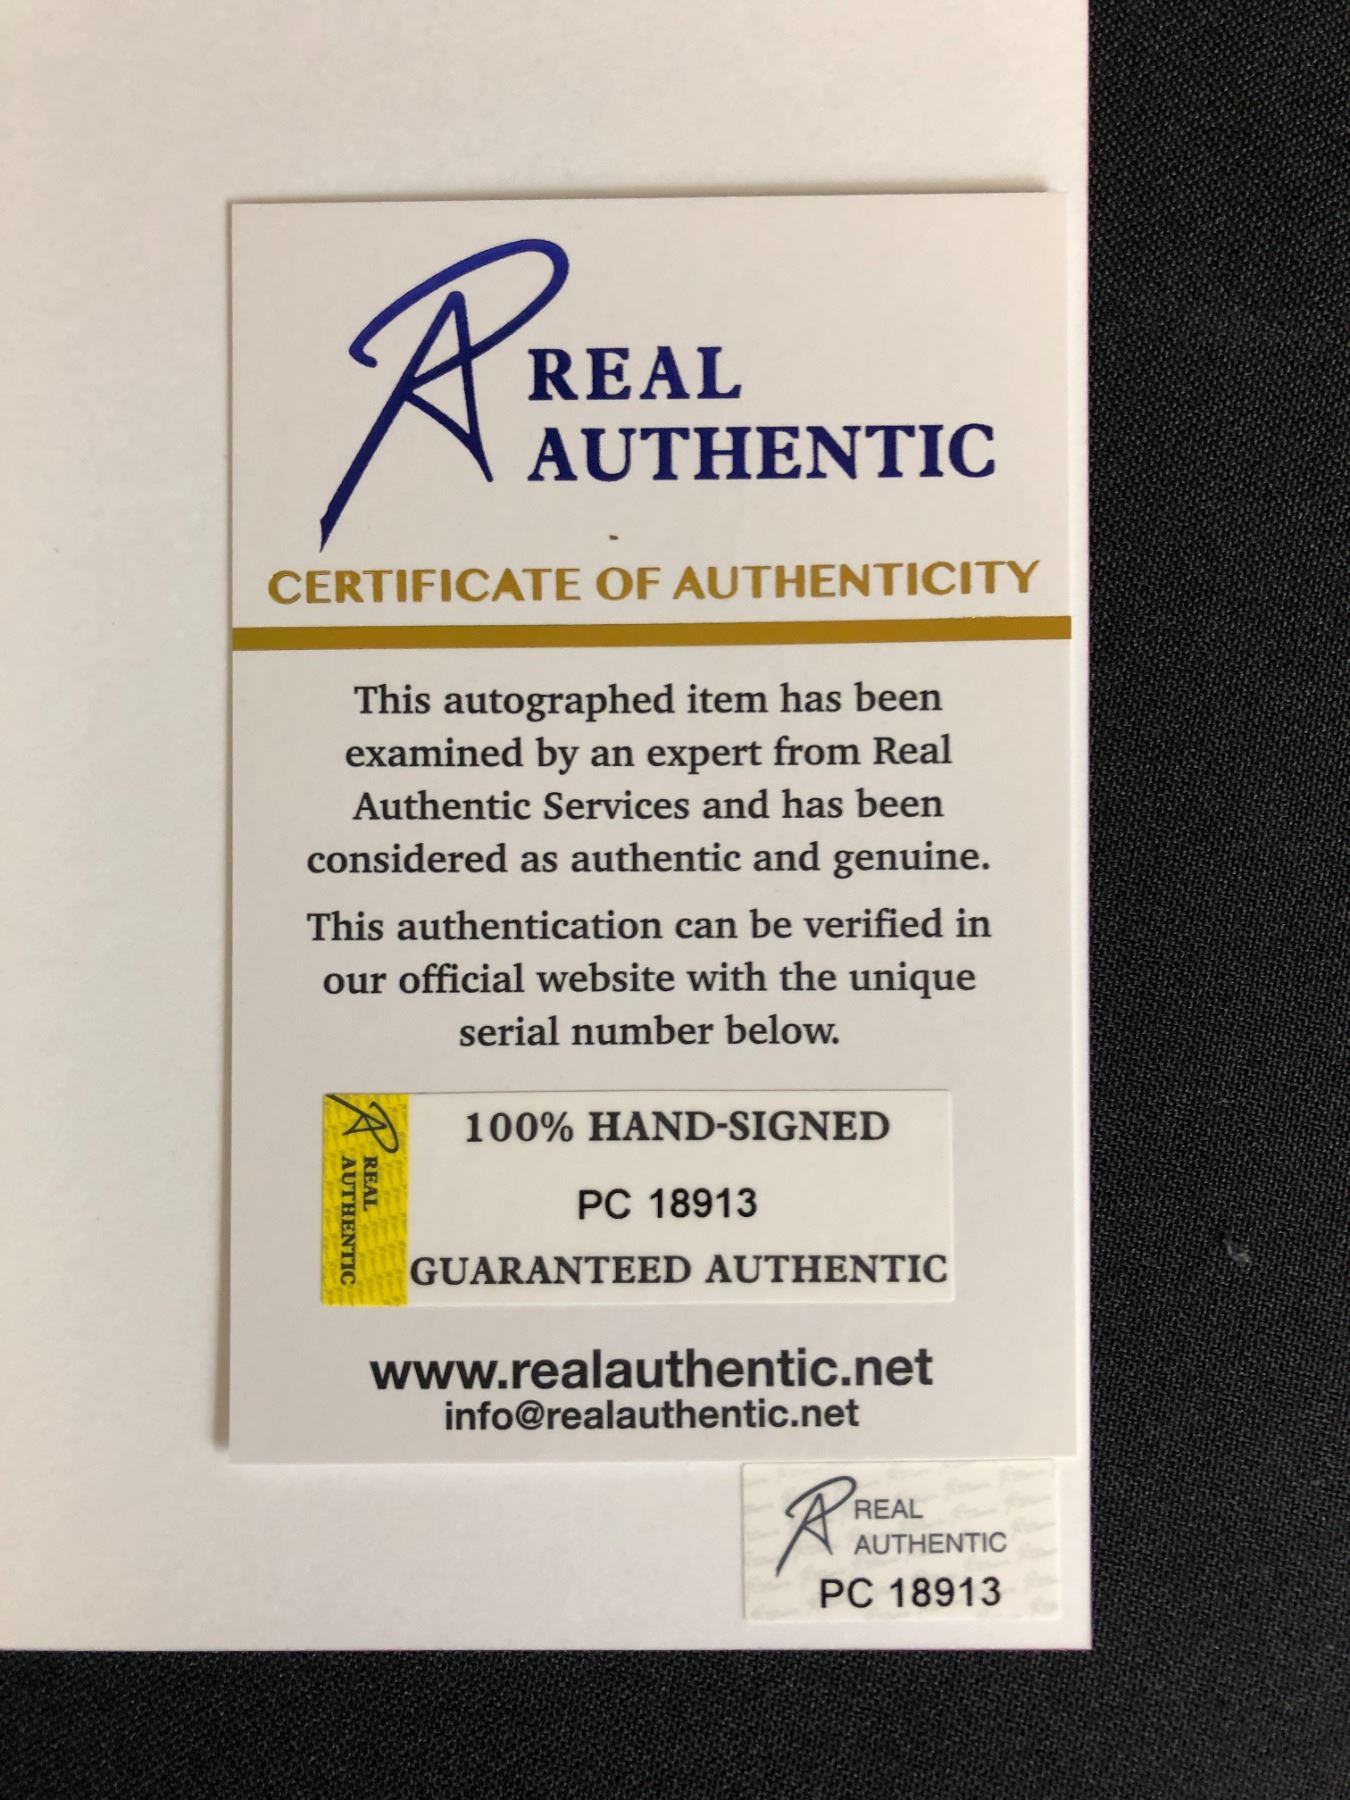 REAL
AUTHENTIC
CERTIFICATE OF AUTHENTICITY
This autographed item has been
examined by an expert from Real
Authentic Services and has been
considered as authentic and genuine.
This authentication can be verified in
our official website with the unique
serial number below.
REAL
AUTHENTIC
100% HAND-SIGNED
PC 18913
GUARANTEED AUTHENTIC
www.realauthentic.net
info@realauthentic.net
REAL
AUTHENTIC
PC 18913